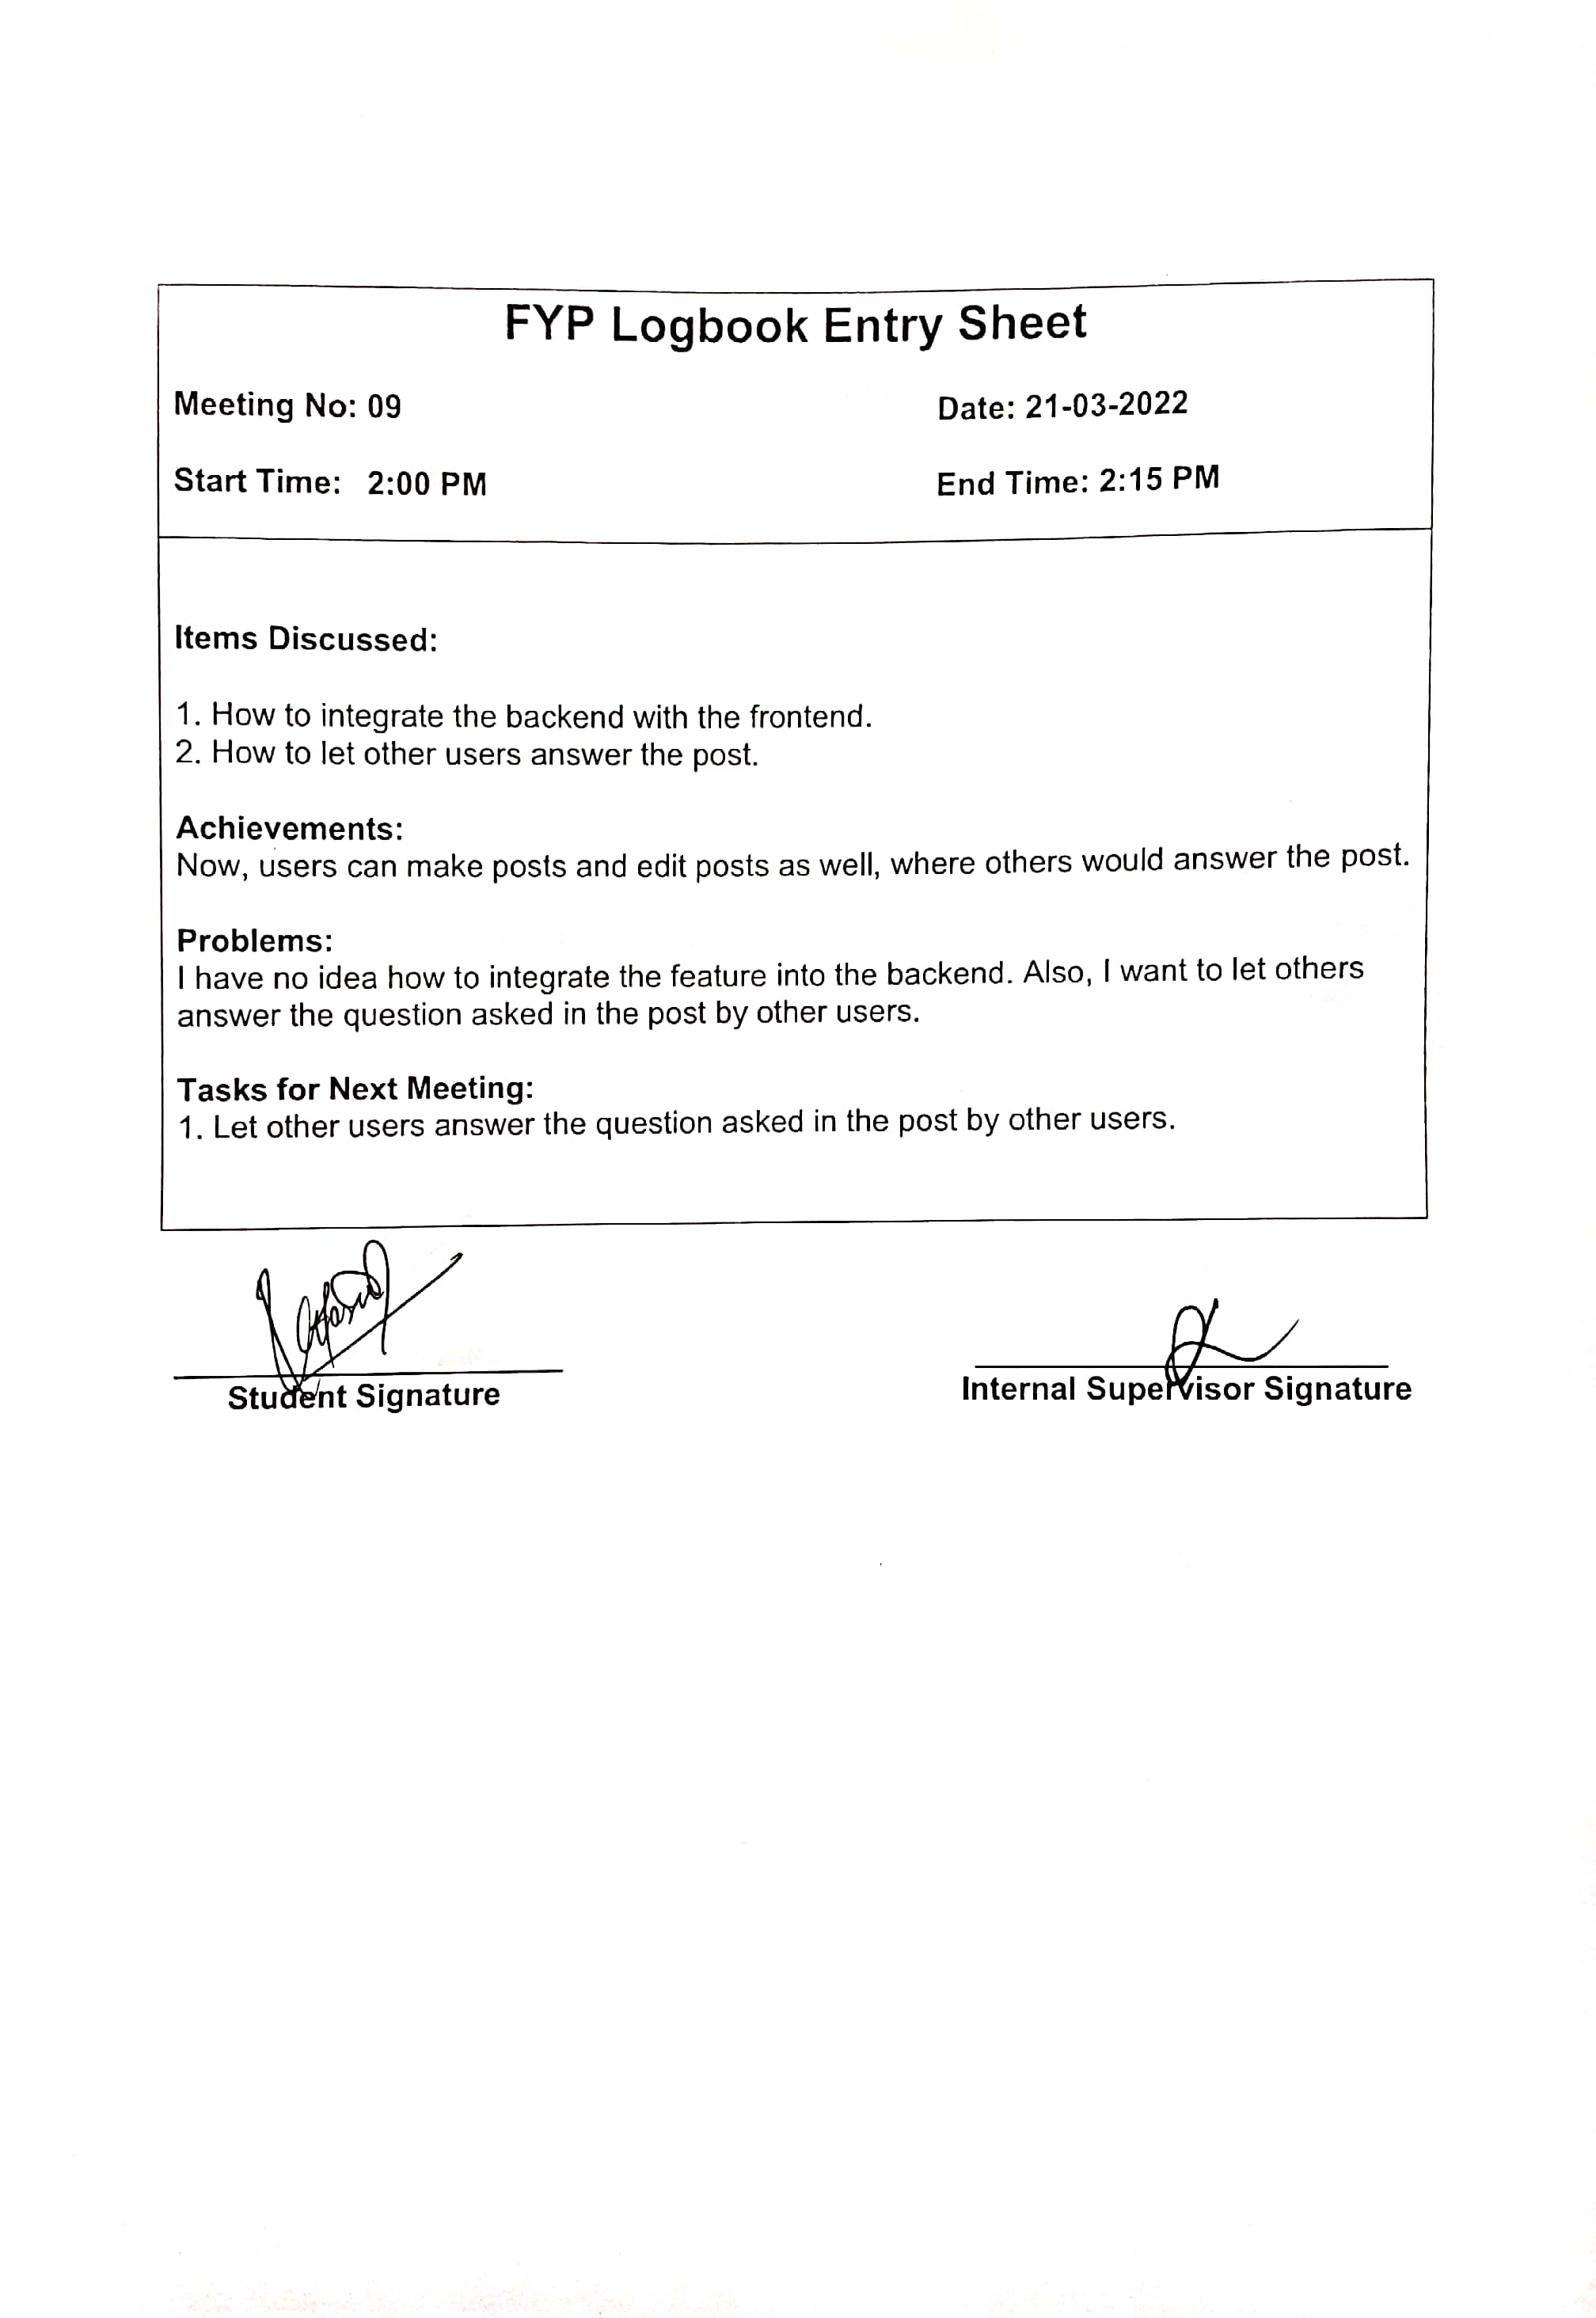 FYP Logbook Entry Sheet
Meeting No: 09 Date: 21-03-2022
Start Time: 2:00 PM End Time: 2:15 PM
Items Discussed:
1. How to integrate the backend with the frontend.
2. How to let other users answer the post.
Achievements:
Now, users can make posts and edit posts as well, where others would answer the post.
Problems:
I have no idea how to integrate the feature into the backend. Also, I want to let others
answer the question asked in the post by other users.
Tasks for Next Meeting:
1. Let other users answer the question asked in the post by other users.
Student Signature Internal Supervisor Signature